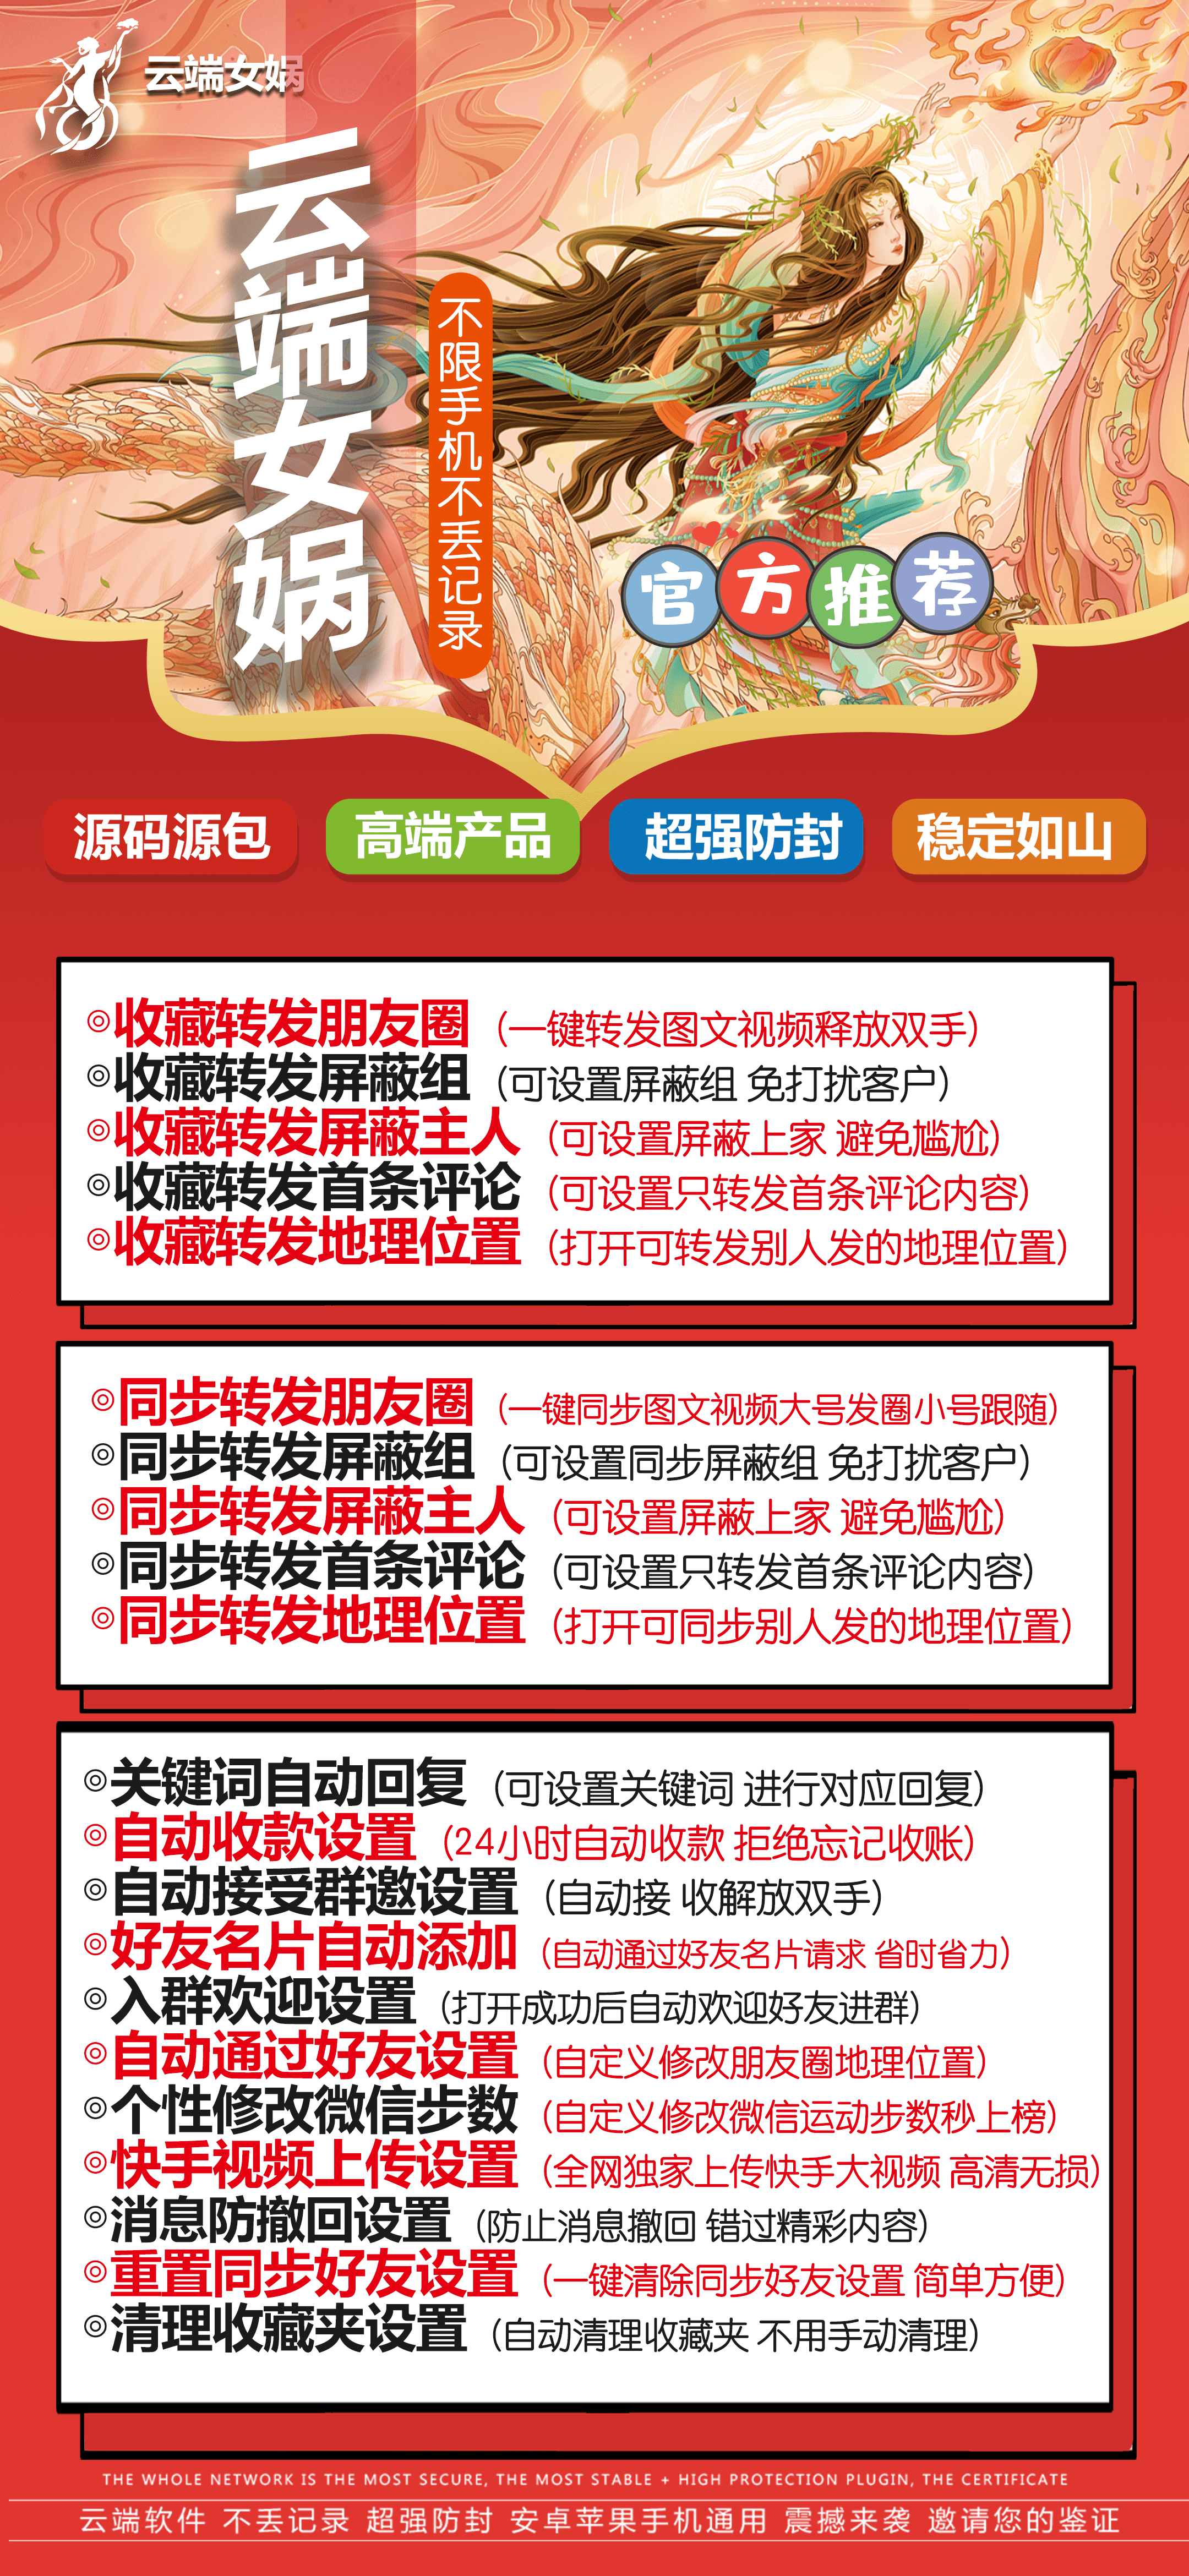 云端女娲
云端女娲
不限手机不丢记录
官方推荐
源码源包 高端产品 超强防封 稳定如山
◎收藏转发朋友圈（一键转发图文视频释放双手）
◎收藏转发屏蔽组（可设置屏蔽组 免打扰客户）
◎收藏转发屏蔽主人（可设置屏蔽上家 避免尴尬）
◎收藏转发首条评论（可设置只转发首条评论内容）
◎收藏转发地理位置（打开可转发别人发的地理位置）
◎同步转发朋友圈（一键同步图文视频大号发圈小号跟随）
◎同步转发屏蔽组（可设置同步屏蔽组 免打扰客户）
◎同步转发屏蔽主人（可设置屏蔽上家 避免尴尬）
◎同步转发首条评论（可设置只转发首条评论内容）
◎同步转发地理位置（打开可同步别人发的地理位置）
◎关键词自动回复（可设置关键词 进行对应回复）
◎自动收款设置（24小时自动收款 拒绝忘记收账）
◎自动接受群邀设置（自动接 收解放双手）
◎好友名片自动添加（自动通过好友名片请求 省时省力）
◎入群欢迎设置（打开成功后自动欢迎好友进群）
◎自动通过好友设置（自定义修改朋友圈地理位置）
◎个性修改微信步数（自定义修改微信运动步数秒上榜）
◎快手视频上传设置（全网独家上传快手大视频 高清无损）
◎消息防撤回设置（防止消息撤回 错过精彩内容）
◎重置同步好友设置（一键清除同步好友设置 简单方便）
◎清理收藏夹设置（自动清理收藏夹 不用手动清理）
THE WHOLE NETWORK IS THE MOST SECURE, THE MOST STABLE + HIGH PROTECTION PLUGIN, THE CERTIFICATE
云端软件 不丢记录 超强防封 安卓苹果手机通用 震撼来袭 邀请您的鉴证